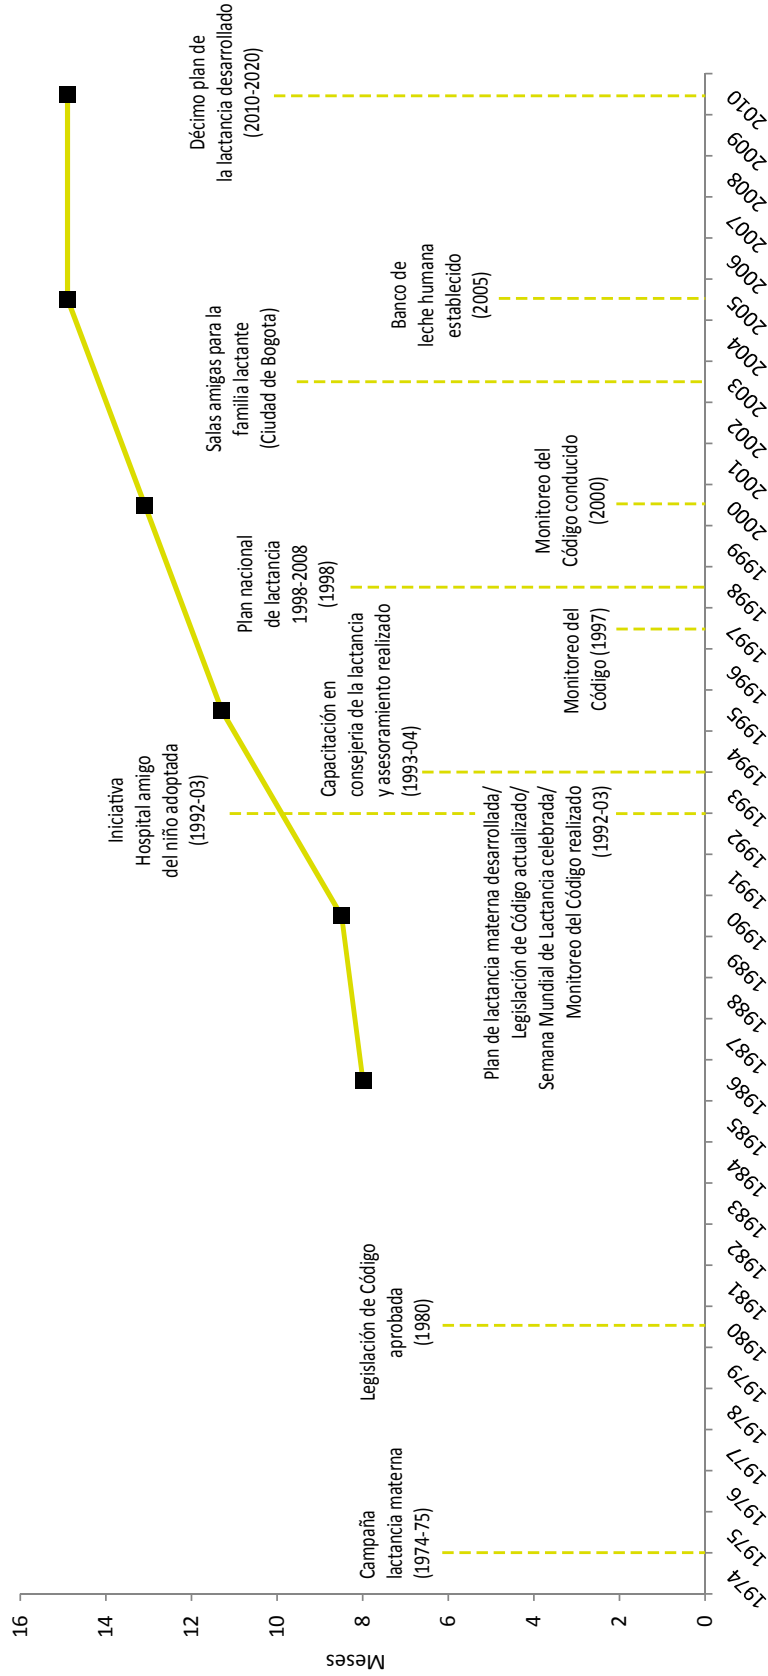 Meses
16
14
12
10
8
6
4
2
0
Campaña
lactancia materna
(1974-75)
Legislación de Código
aprobada
(1980)
Iniciativa
Hospital amigo
del niño adoptada
(1992-03)
Plan de lactancia materna desarrollada/
Legislación de Código actualizado/
Semana Mundial de Lactancia celebrada/
Monitoreo del Código realizado
(1992-03)
Capacitación en
consejeria de la lactancia
y asesoramiento realizado
(1993-04)
Monitoreo del
Código (1997)
Plan nacional
de lactancia
1998-2008
(1998)
Monitoreo del
Código conducido
(2000)
Salas amigas para la
familia lactante
(Ciudad de Bogota)
Banco de
leche humana
establecido
(2005)
Décimo plan de
la lactancia desarrollado
(2010-2020)
1974
1975
1976
1977
1978
1979
1980
1981
1982
1983
1984
1985
1986
1987
1988
1989
1990
1991
1992
1993
1994
1995
1996
1997
1998
1999
2000
2001
2002
2003
2004
2005
2006
2007
2008
2009
2010